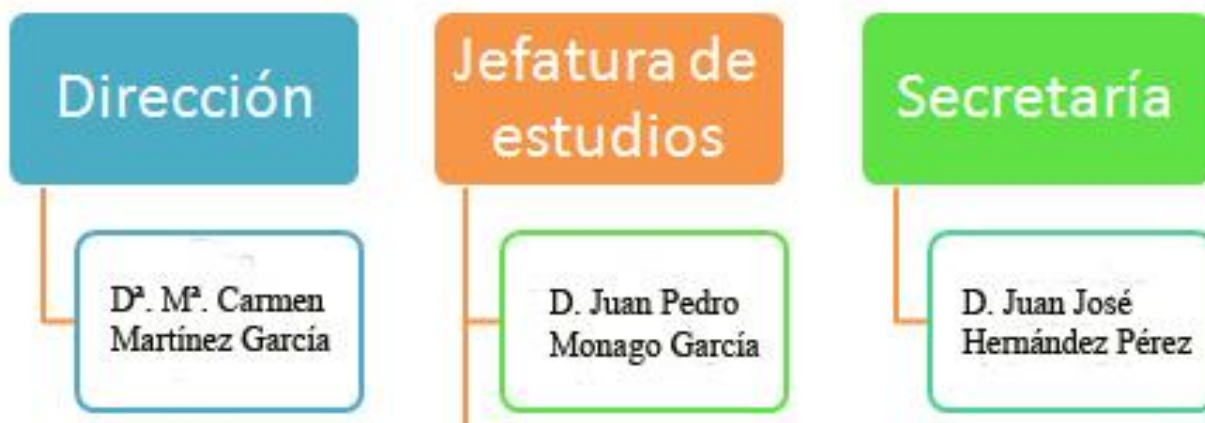 Dirección
Dª. Mª. Carmen
Martínez García
Jefatura de
estudios
D. Juan Pedro
Monago García
Secretaría
D. Juan José
Hernández Pérez